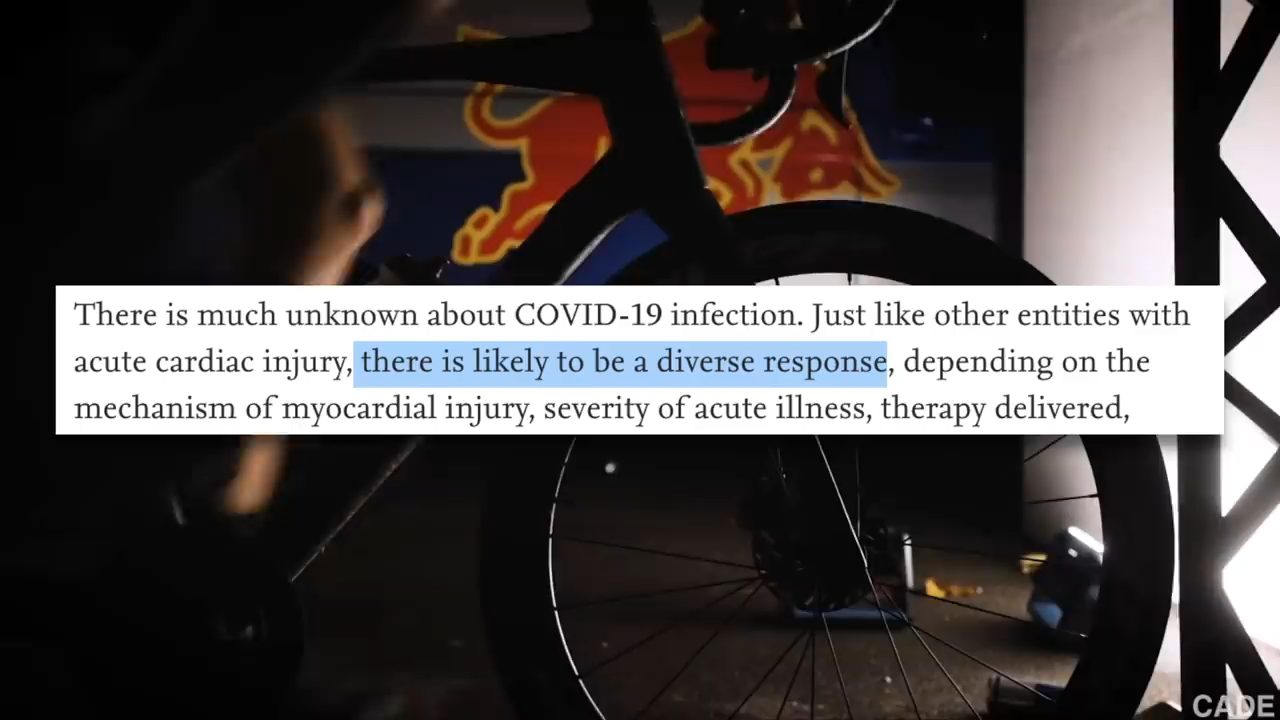 There is much unknown about COVID-19 infection. Just like other entities with
acute cardiac injury, there is likely to be a diverse response, depending on the
mechanism of myocardial injury, severity of acute illness, therapy delivered,
CADE